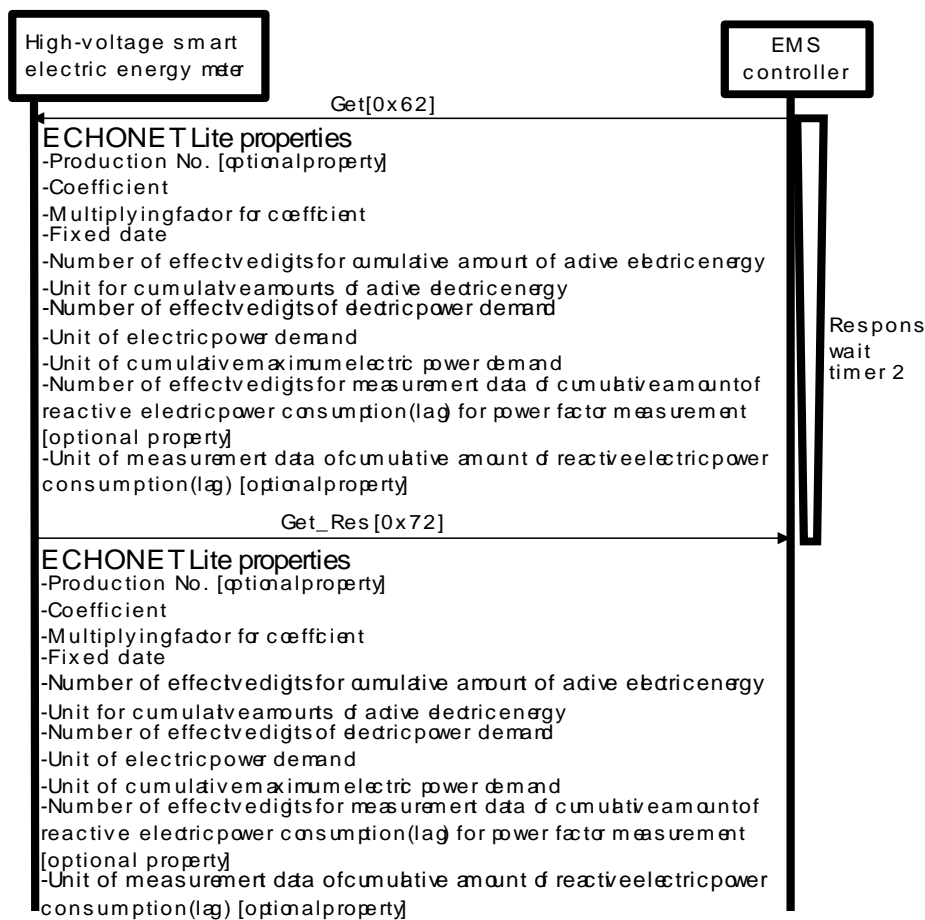 High-voltage smart
electric energy meter
EMS
controller
Get[0x62]
ECHONET Lite properties
-Production No. [optional property]
-Coefficient
-Multiplying factor for coefficient
-Fixed date
-Number of effective digits for cumulative amount of active electric energy
-Unit for cumulatve amounts of active electric energy
-Number of effective digits of electric power demand
-Unit of electric power demand
-Unit of cumulative maximum electric power demand
-Number of effective digits for measurement data of cumulative amount of
reactive electric power consumption (lag) for power factor measurement
[optional property]
-Unit of measurement data of cumulative amount of reactive electric power
consumption (lag) [optional property]
Respons
wait
timer 2
Get_Res[0x72]
ECHONET Lite properties
-Production No. [optional property]
-Coefficient
-Multiplying factor for coefficient
-Fixed date
-Number of effective digits for cumulative amount of active electric energy
-Unit for cumulatve amounts of active electric energy
-Number of effective digits of electric power demand
-Unit of electric power demand
-Unit of cumulative maximum electric power demand
-Number of effective digits for measurement data of cumulative amount of
reactive electric power consumption (lag) for power factor measurement
[optional property]
-Unit of measurement data of cumulative amount of reactive electric power
consumption (lag) [optional property]